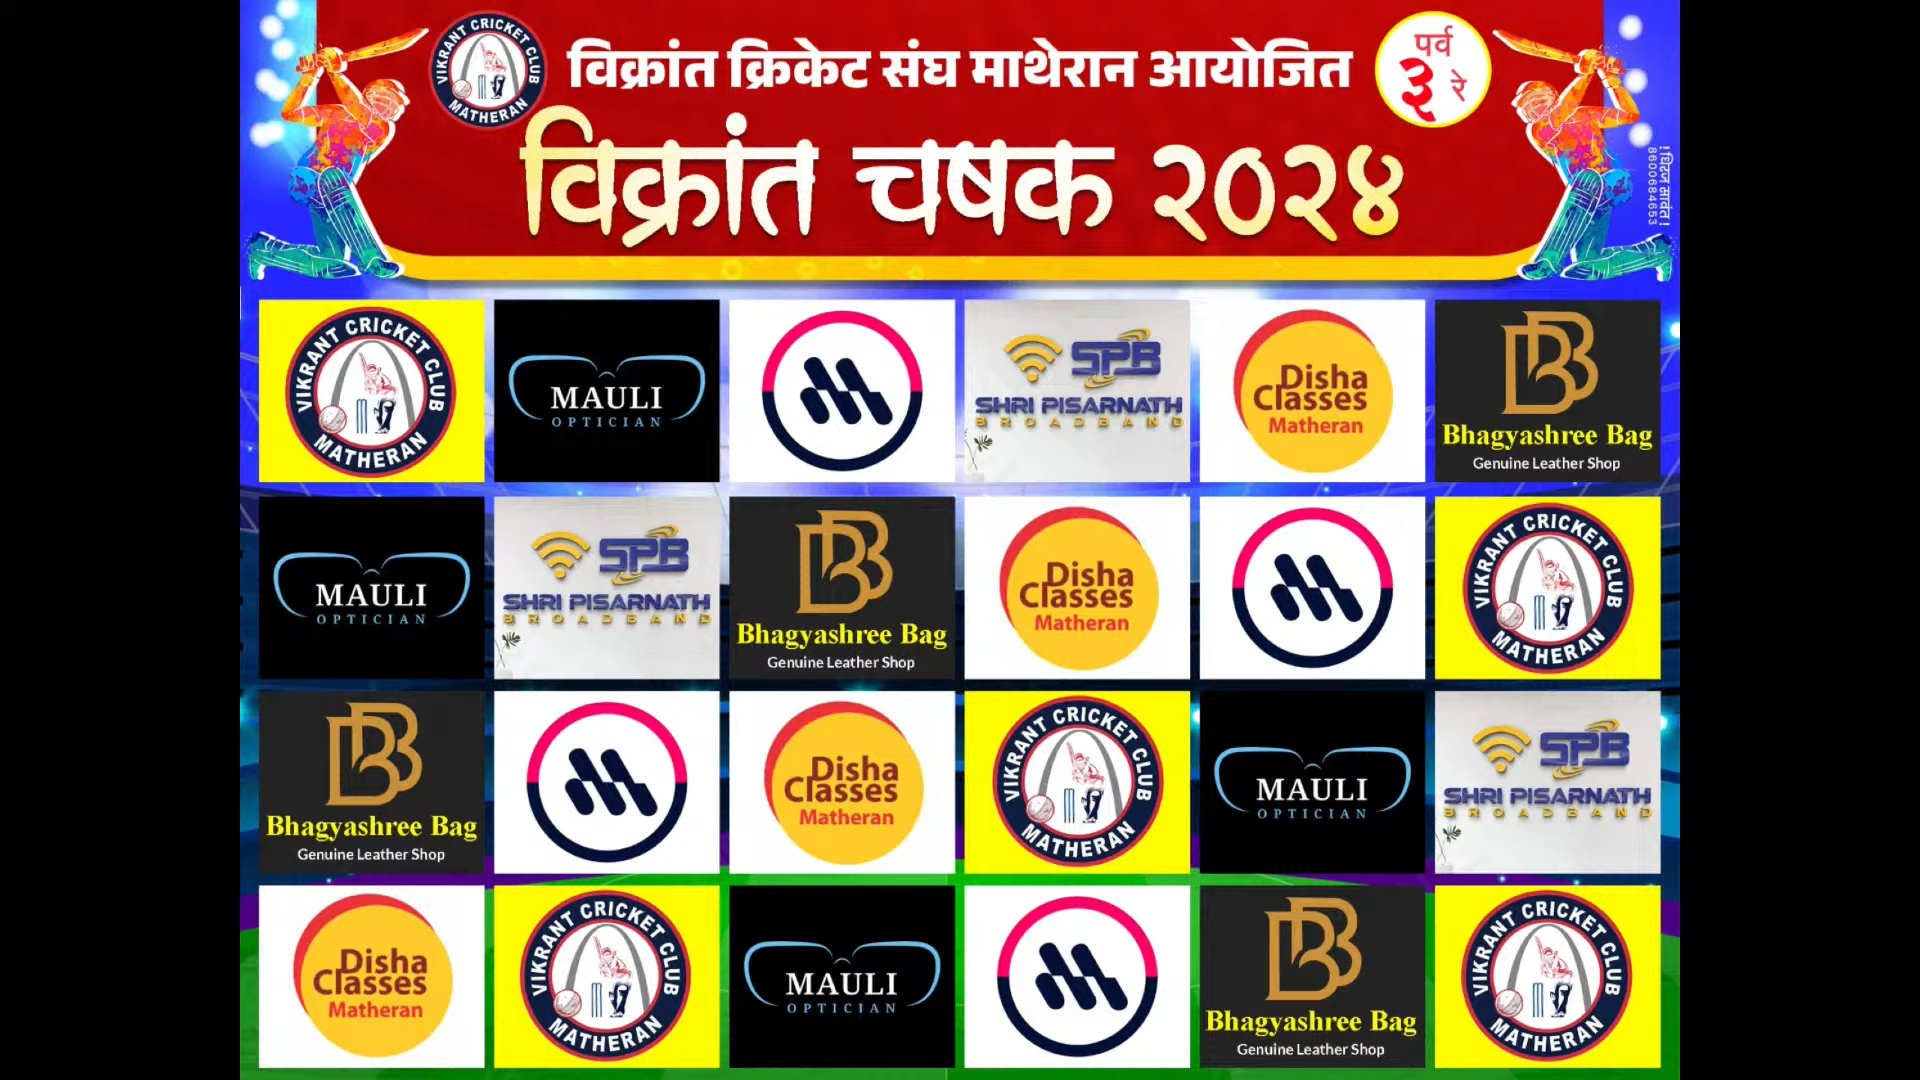 VIKRANT CRICKET CLUB
MATHERAN
विक्रांत क्रिकेट संघ माथेरान आयोजित
पर्व
३ रे
विक्रांत चषक २०२४
8600684653
VIKRANT CRICKET CLUB
MATHERAN
MAULI
OPTICIAN
SPB
SHRI PISARNATH
BROADBAND
Disha
Classes
Matheran
Bhagyashree Bag
Genuine Leather Shop
MAULI
OPTICIAN
SPB
SHRI PISARNATH
BROADBAND
Bhagyashree Bag
Genuine Leather Shop
Disha
Classes
Matheran
VIKRANT CRICKET CLUB
MATHERAN
Bhagyashree Bag
Genuine Leather Shop
Disha
Classes
Matheran
VIKRANT CRICKET CLUB
MATHERAN
MAULI
OPTICIAN
SPB
SHRI PISARNATH
BROADBAND
Disha
Classes
Matheran
VIKRANT CRICKET CLUB
MATHERAN
MAULI
OPTICIAN
Bhagyashree Bag
Genuine Leather Shop
VIKRANT CRICKET CLUB
MATHERAN